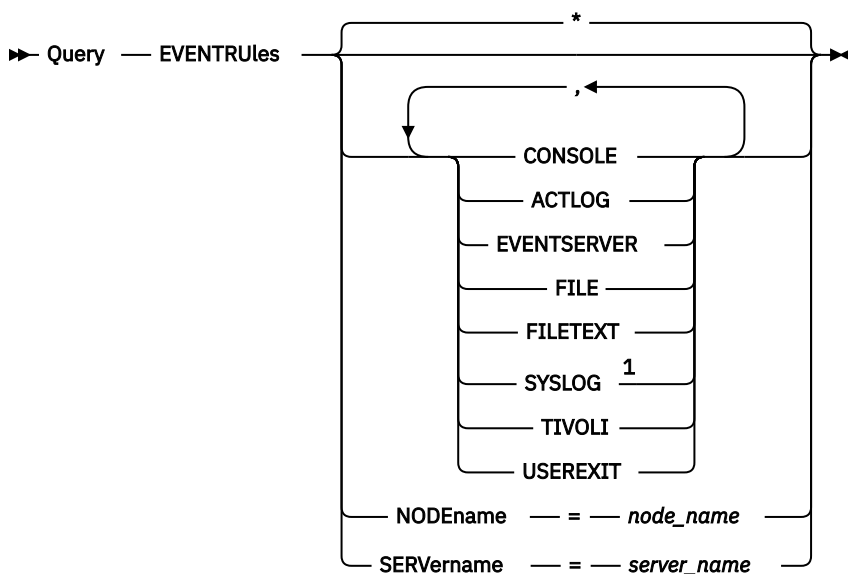 *
Query EVENTRUles
,
CONSOLE
ACTLOG
EVENTSERVER
FILE
FILETEXT
SYSLOG 1
TIVOLI
USEREXIT
NODEname = node_name
SERVername = server_name